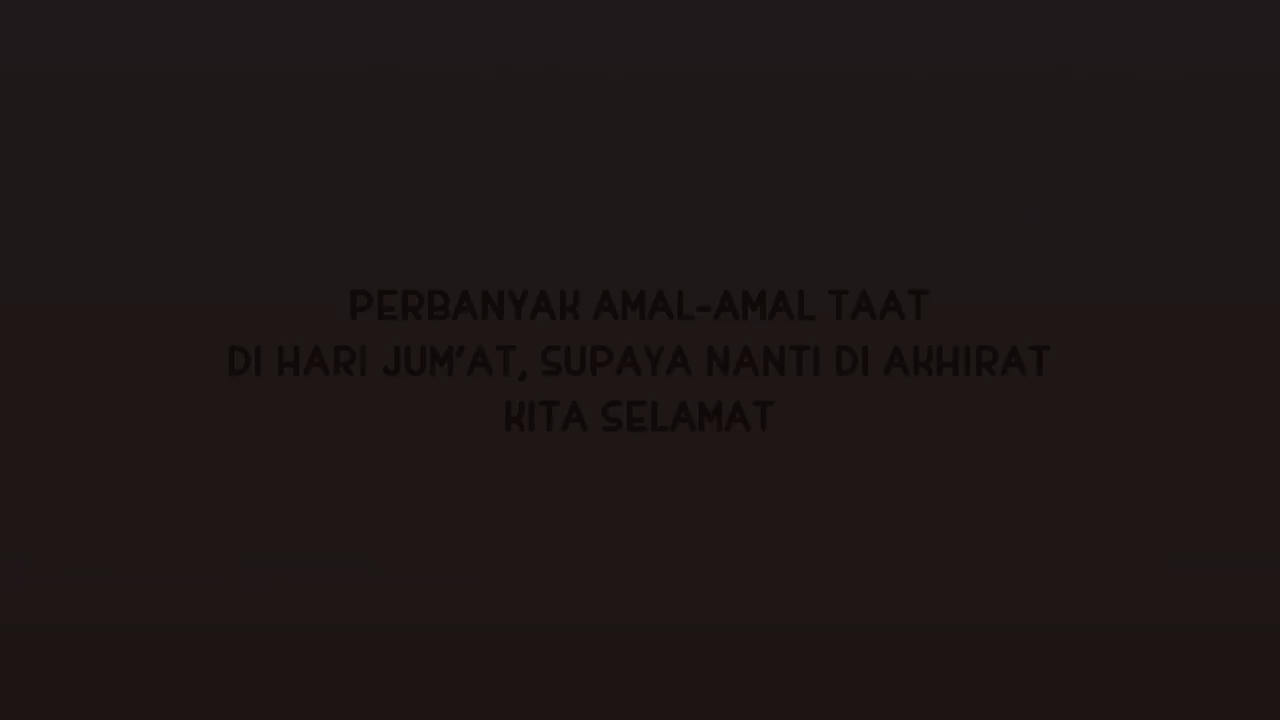 PERBANYAK AMAL-AMAL TAAT
DI HARI JUM'AT, SUPAYA NANTI DI AKHIRAT
KITA SELAMAT